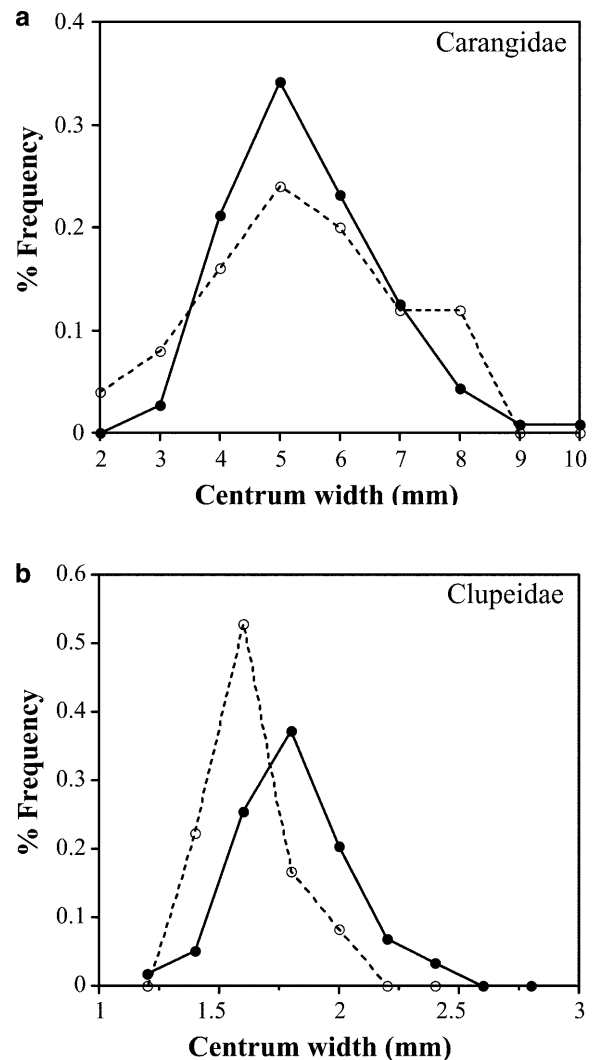 a
Carangidae
0.4
0.3
0.2
0.1
0
% Frequency
2 3 4 5 6 7 8 9 10
Centrum width (mm)
b
Clupeidae
0.6
0.5
0.4
0.3
0.2
0.1
0
% Frequency
1 1.5 2 2.5 3
Centrum width (mm)